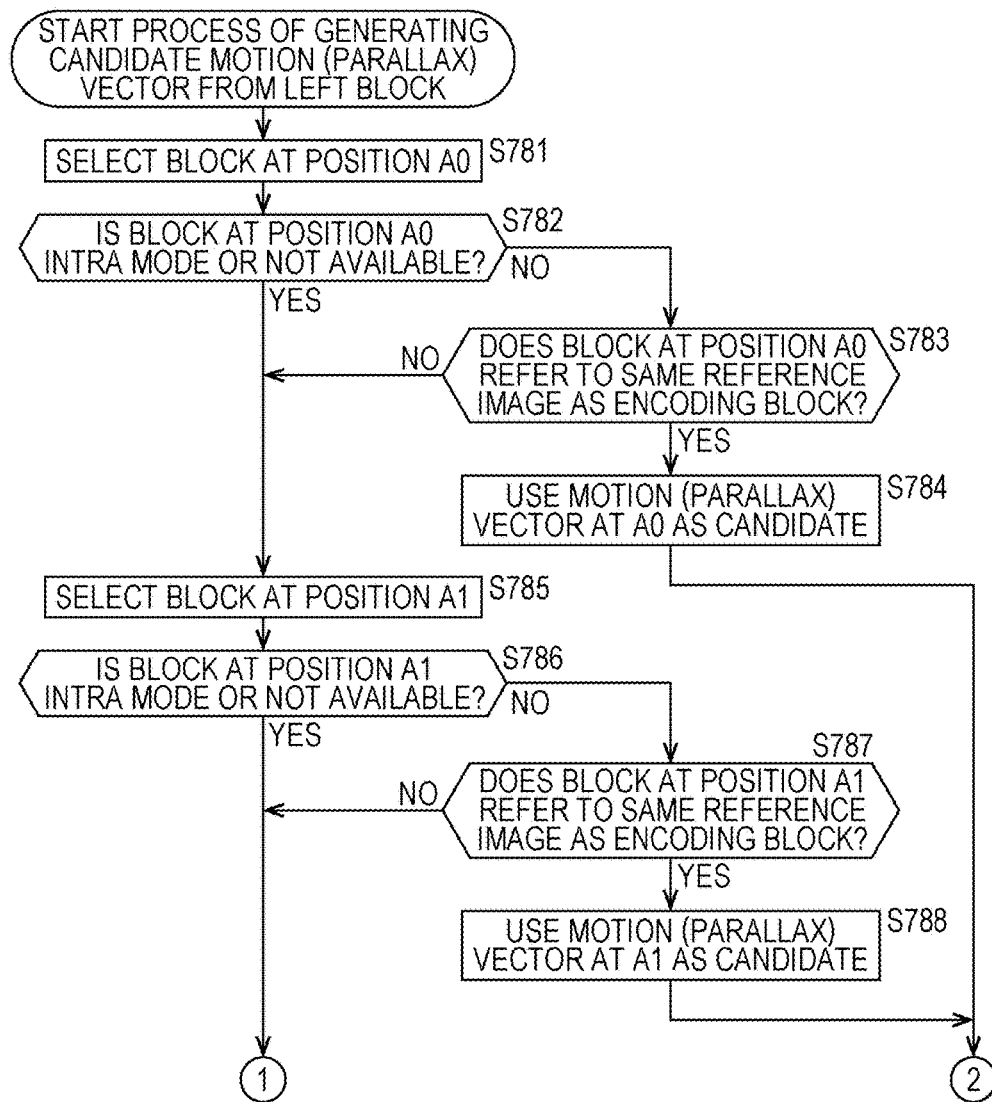 START PROCESS OF GENERATING
CANDIDATE MOTION (PARALLAX)
VECTOR FROM LEFT BLOCK
SELECT BLOCK AT POSITION A0
S781
IS BLOCK AT POSITION A0
INTRA MODE OR NOT AVAILABLE?
S782
NO
YES
DOES BLOCK AT POSITION A0
REFER TO SAME REFERENCE
IMAGE AS ENCODING BLOCK?
S783
NO
YES
USE MOTION (PARALLAX)
VECTOR AT A0 AS CANDIDATE
S784
SELECT BLOCK AT POSITION A1
S785
IS BLOCK AT POSITION A1
INTRA MODE OR NOT AVAILABLE?
S786
NO
YES
S787
DOES BLOCK AT POSITION A1
REFER TO SAME REFERENCE
IMAGE AS ENCODING BLOCK?
NO
YES
USE MOTION (PARALLAX)
VECTOR AT A1 AS CANDIDATE
S788
1
2